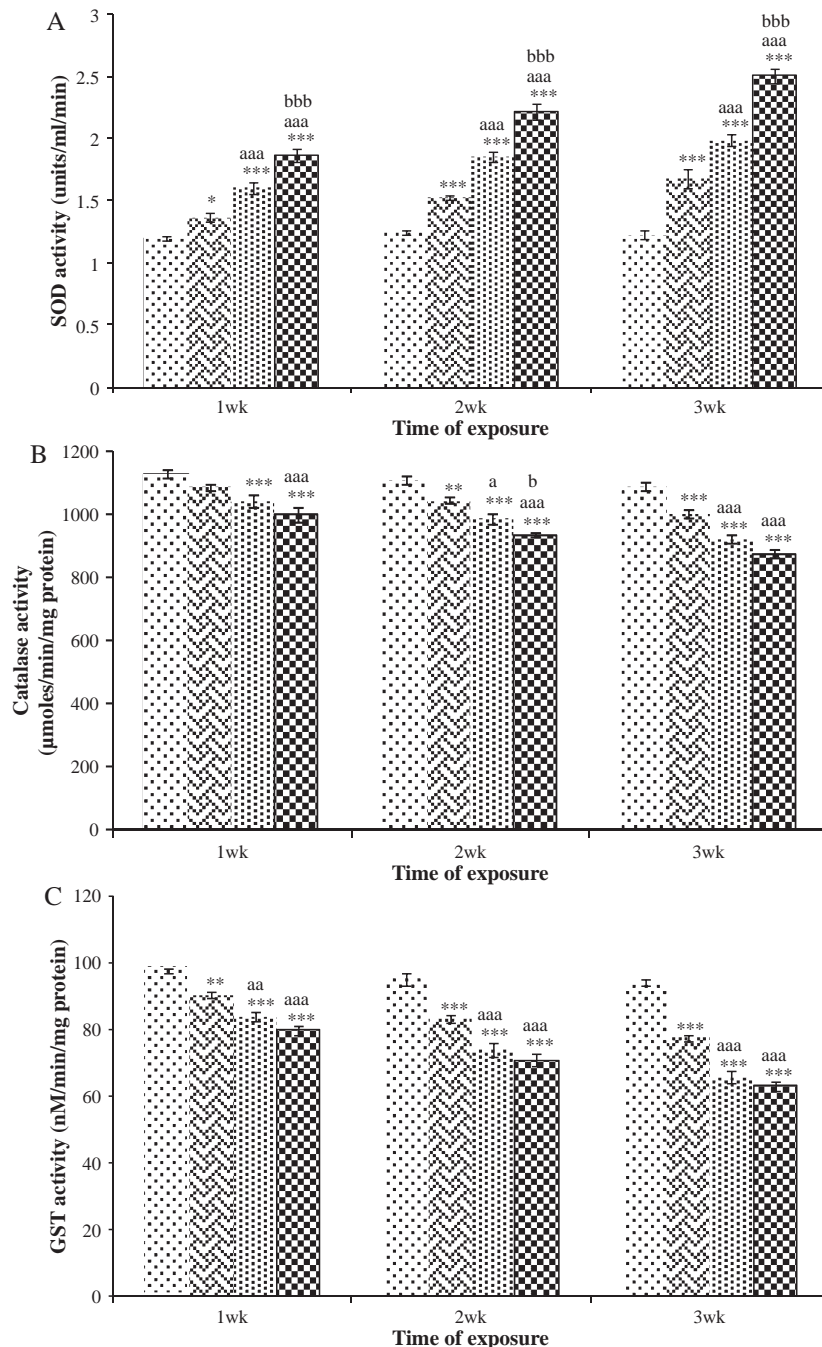 A
SOD activity (units/ml/min)
3
2.5
2
1.5
1
0.5
0
*
aaa
***
bbb
aaa
***
***
aaa
***
bbb
aaa
***
***
aaa
***
bbb
aaa
***
1wk
2wk
3wk
Time of exposure
B
Catalase activity
(μmoles/min/mg protein)
1200
1000
800
600
400
200
0
***
aaa
***
**
a
***
b
aaa
***
***
aaa
***
aaa
***
1wk
2wk
3wk
Time of exposure
C
GST activity (nM/min/mg protein)
120
100
80
60
40
20
0
**
aa
***
aaa
***
***
aaa
***
aaa
***
***
aaa
***
aaa
***
1wk
2wk
3wk
Time of exposure